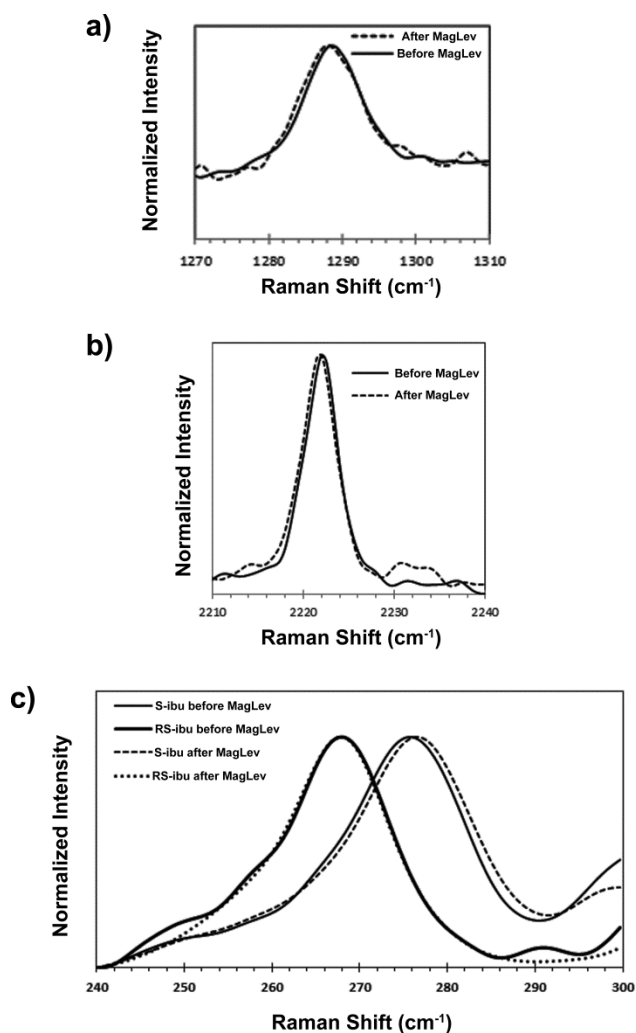 a)
After MagLev
Before MagLev
Normalized Intensity
1270 1280 1290 1300 1310
Raman Shift (cm-1)
b)
Before MagLev
After MagLev
Normalized Intensity
2210 2220 2230 2240
Raman Shift (cm-1)
c)
S-ibu before MagLev
RS-ibu before MagLev
S-ibu after MagLev
RS-ibu after MagLev
Normalized Intensity
240 250 260 270 280 290 300
Raman Shift (cm-1)